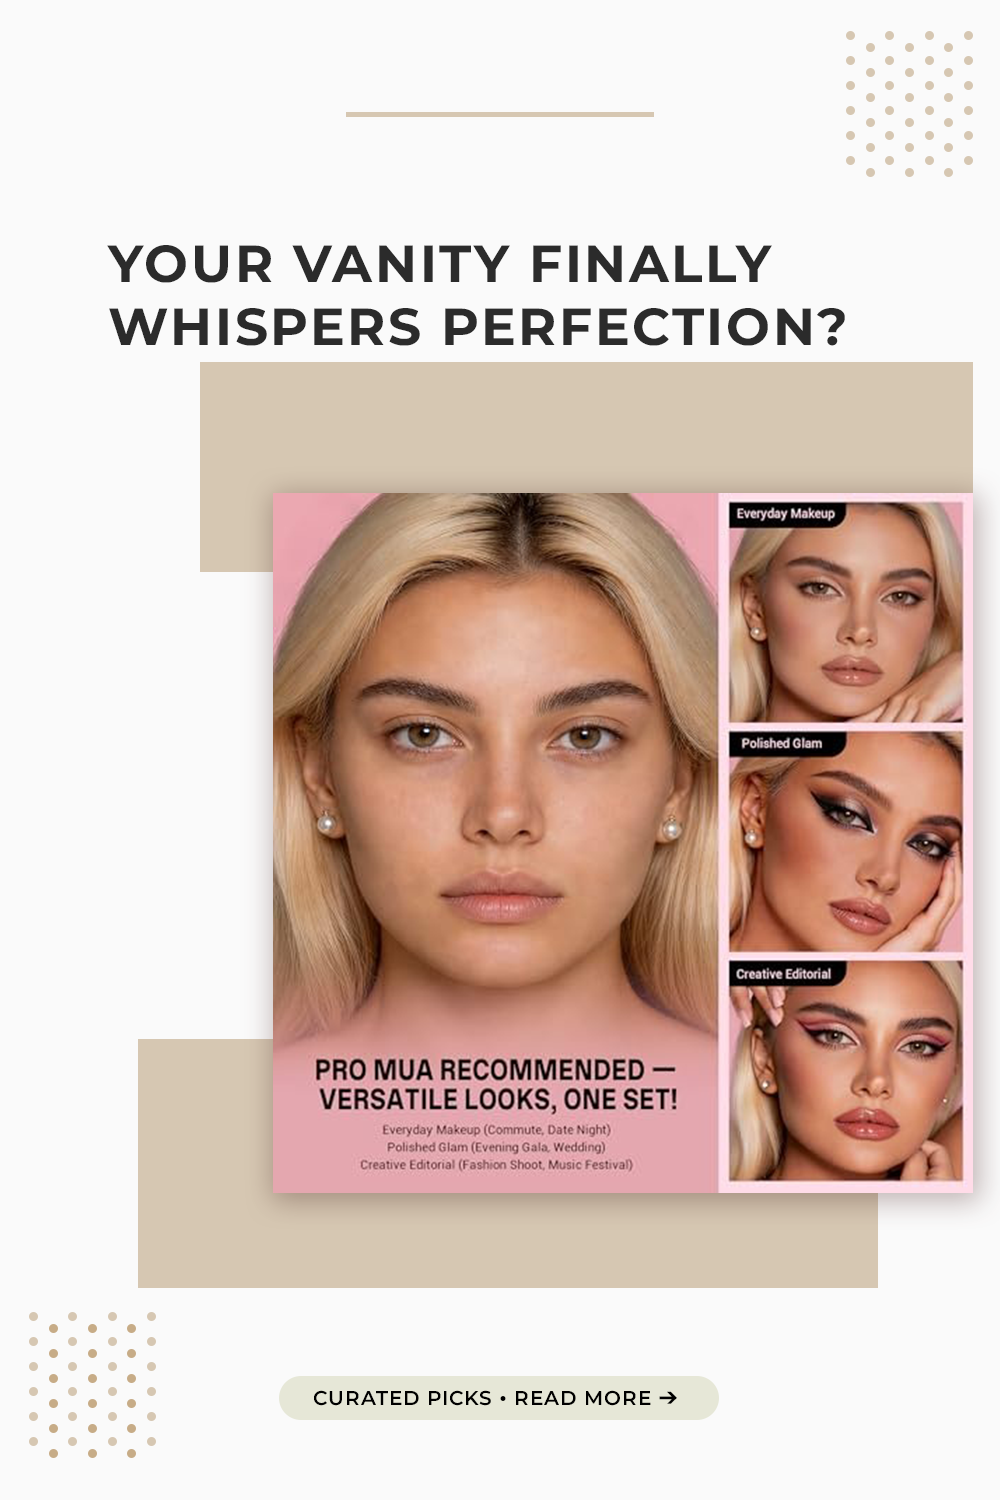 YOUR VANITY FINALLY
WHISPERS PERFECTION?
Everyday Makeup
Polished Glam
Creative Editorial
PRO MUA RECOMMENDED —
VERSATILE LOOKS, ONE SET!
Everyday Makeup (Commute, Date Night)
Polished Glam (Evening Gala, Wedding)
Creative Editorial (Fashion Shoot, Music Festival)
CURATED PICKS • READ MORE ➔